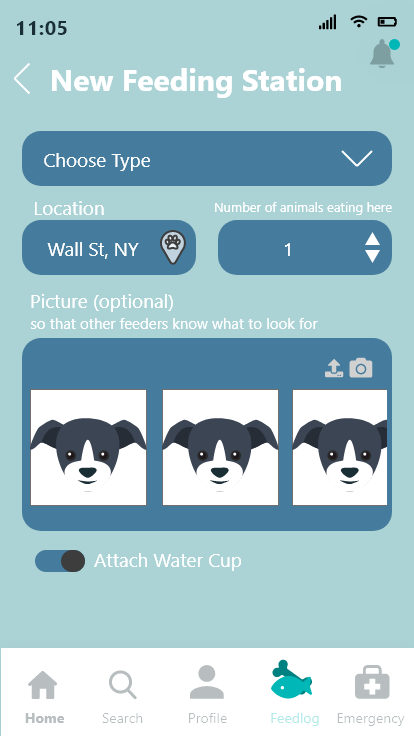 11:05
New Feeding Station
Choose Type
Location
Number of animals eating here
Wall St, NY
1
Picture (optional)
so that other feeders know what to look for
Attach Water Cup
Home
Search
Profile
Feedlog
Emergency